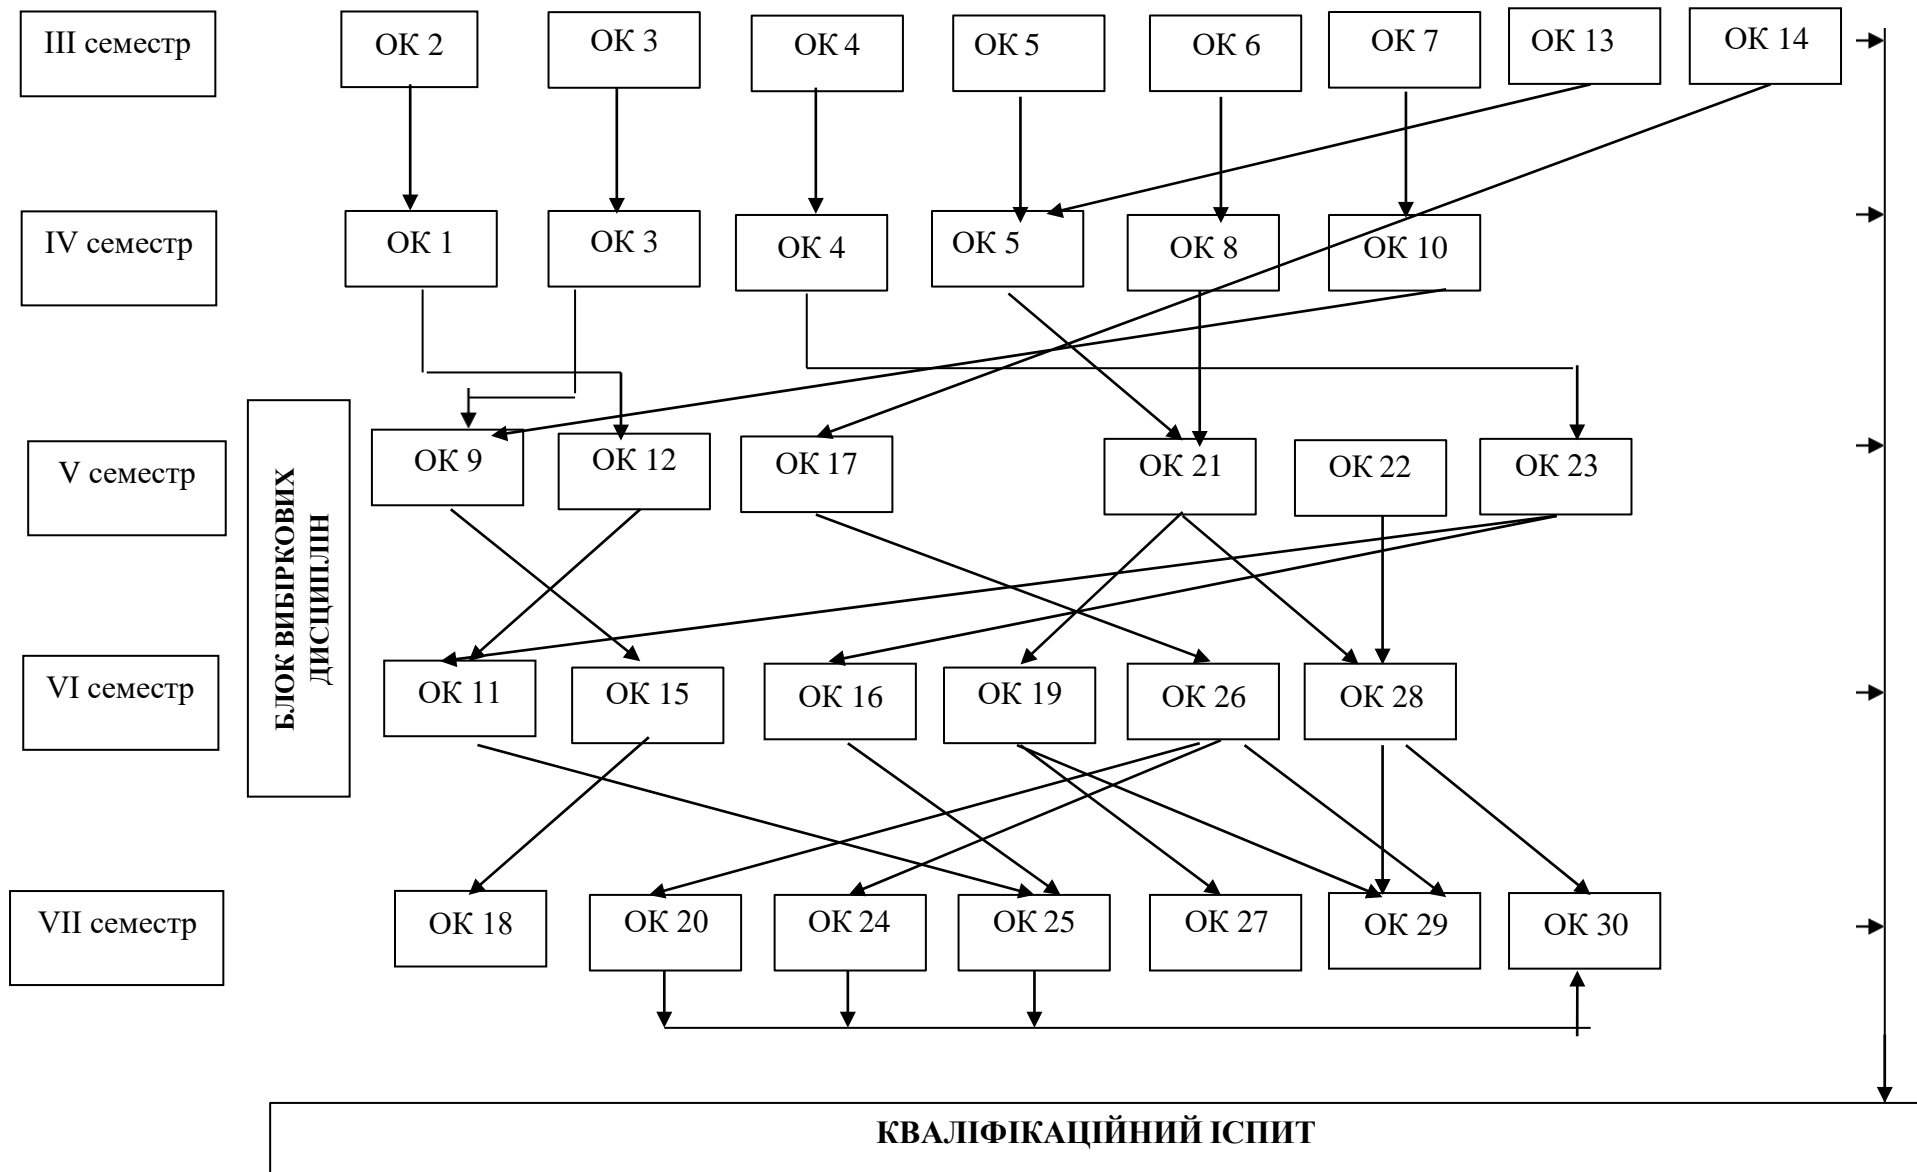 III семестр
ОК 2
ОК 3
ОК 4
ОК 5
ОК 6
ОК 7
ОК 13
ОК 14
IV семестр
ОК 1
ОК 3
ОК 4
ОК 5
ОК 8
ОК 10
БЛОК ВИБІРКОВИХ
ДИСЦИПЛІН
V семестр
ОК 9
ОК 12
ОК 17
ОК 21
ОК 22
ОК 23
VI семестр
ОК 11
ОК 15
ОК 16
ОК 19
ОК 26
ОК 28
VII семестр
ОК 18
ОК 20
ОК 24
ОК 25
ОК 27
ОК 29
ОК 30
КВАЛІФІКАЦІЙНИЙ ІСПИТ